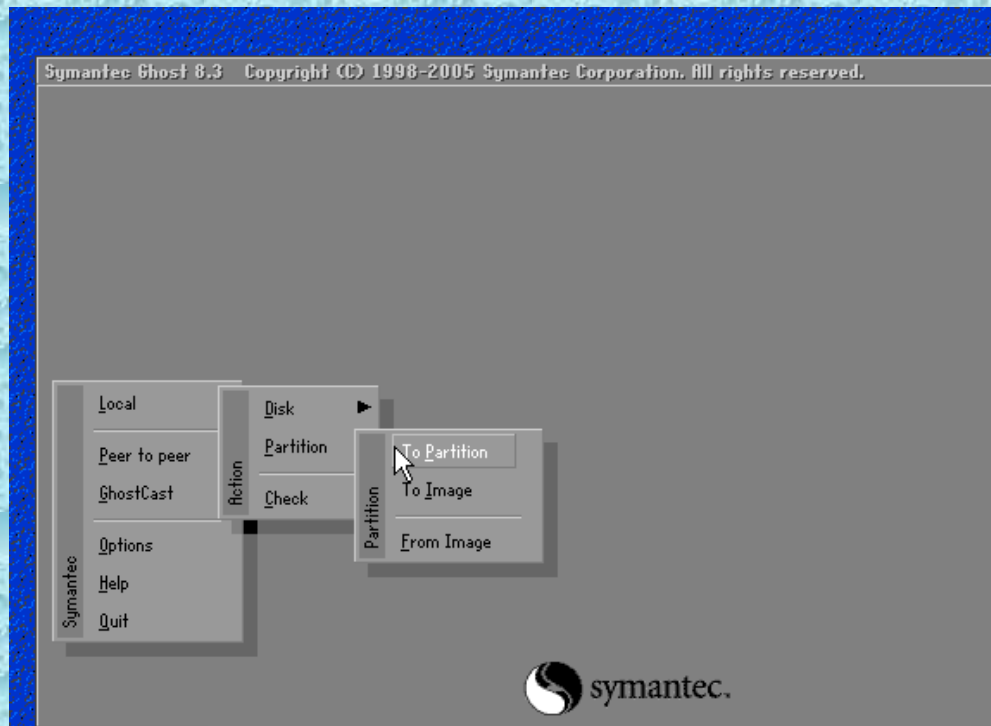 Symantec Ghost 8.3 Copyright (C) 1998-2005 Symantec Corporation. All rights reserved.
Symantec
Local
Peer to peer
GhostCast
Options
Help
Quit
Action
Disk
Partition
Check
Partition
To Partition
To Image
From Image
symantec.